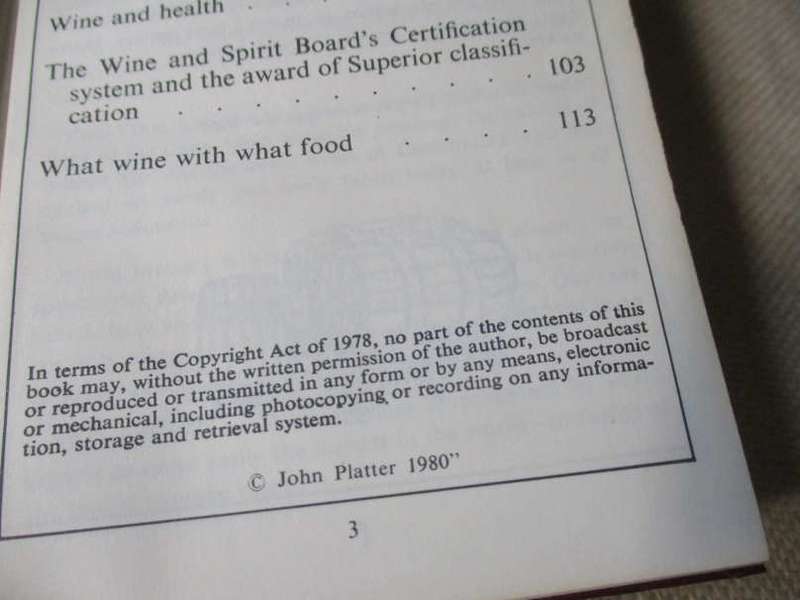 Wine and health . .
The Wine and Spirit Board's Certification
system and the award of Superior classifi-
cation . . . . . . . . 103
What wine with what food . . . . 113
In terms of the Copyright Act of 1978, no part of the contents of this
book may, without the written permission of the author, be broadcast
or reproduced or transmitted in any form or by any means, electronic
or mechanical, including photocopying or recording on any informa-
tion, storage and retrieval system.
© John Platter 1980”
3